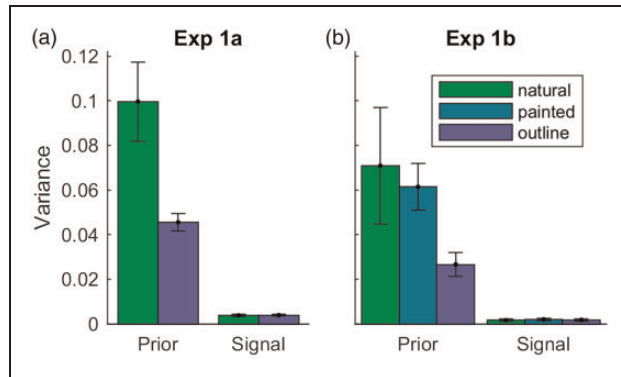 (a) Exp 1a
(b) Exp 1b
0.12
0.1
0.08
0.06
0.04
0.02
0
Variance
natural
painted
outline
Prior Signal
Prior Signal